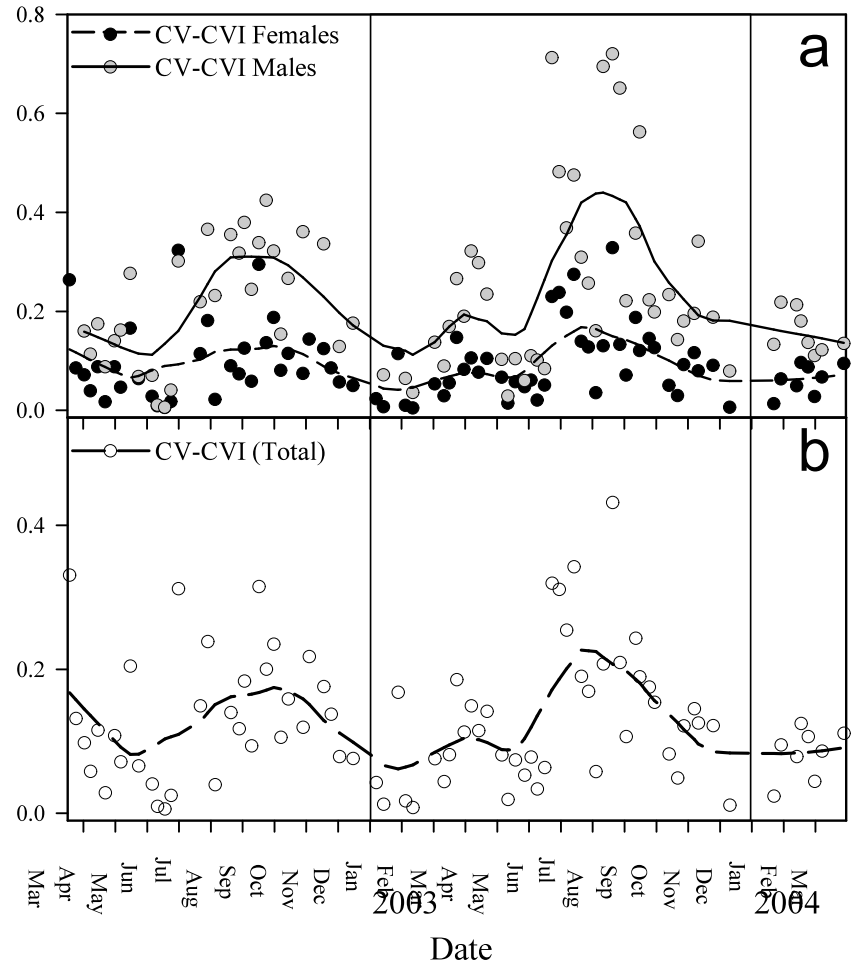 0.8
CV-CVI Females
a
CV-CVI Males
0.6
0.4
0.2
0.0
CV-CVI (Total)
b
0.4
0.2
0.0
Mar Apr May Jun Jul Aug Sep Oct Nov Dec Jan Feb Mar Apr May Jun Jul Aug Sep Oct Nov Dec Jan Feb Mar
2003 2004
Date